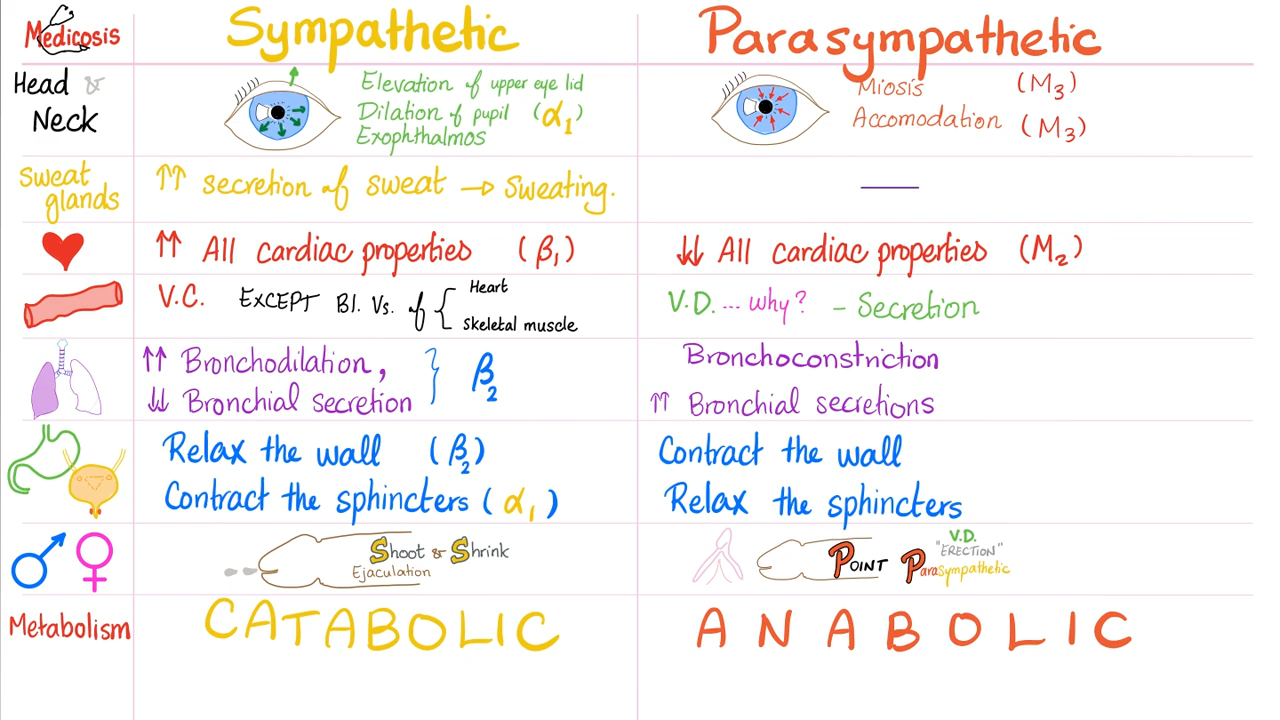 Medicosis
Sympathetic
Parasympathetic
Head &
Neck
Elevation of upper eye lid
Dilation of pupil (α1)
Exophthalmos
Miosis (M3)
Accomodation (M3)
Sweat
glands
↑↑ secretion of sweat → Sweating.
—
↑↑ All cardiac properties (β1)
↓↓ All cardiac properties (M2)
V.C. EXCEPT Bl. Vs. of { Heart
Skeletal muscle
V.D. ... why? - Secretion
↑↑ Bronchodilation,
↓↓ Bronchial secretion } β2
Bronchoconstriction
↑↑ Bronchial secretions
Relax the wall (β2)
Contract the sphincters (α1)
Contract the wall
Relax the sphincters
Shoot & Shrink
Ejaculation
POINT
V.D.
"ERECTION"
Parasympathetic
Metabolism
CATABOLIC
ANABOLIC